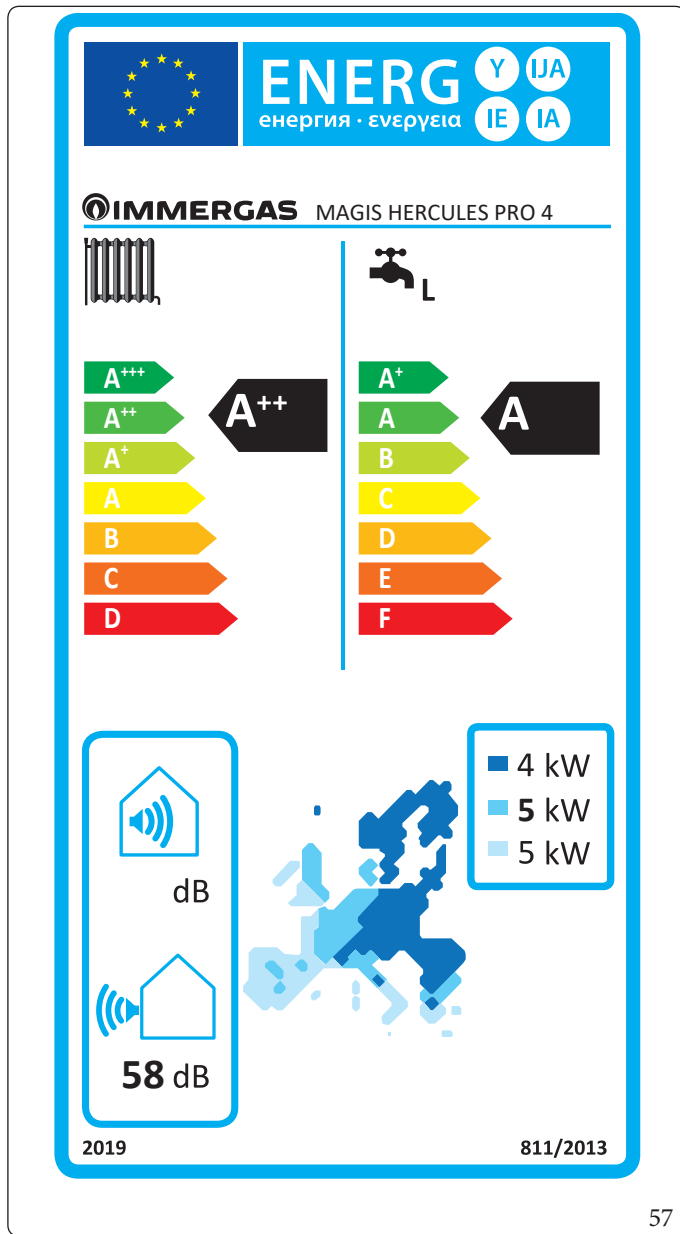 ENERG Y IJA
енергия · ενεργεια IE IA
IMMERGAS MAGIS HERCULES PRO 4
L
A+++ A+
A++ A++ A A
A+ B
A C
B D
C E
D F
4 kW
5 kW
5 kW
dB
58 dB
2019 811/2013
57